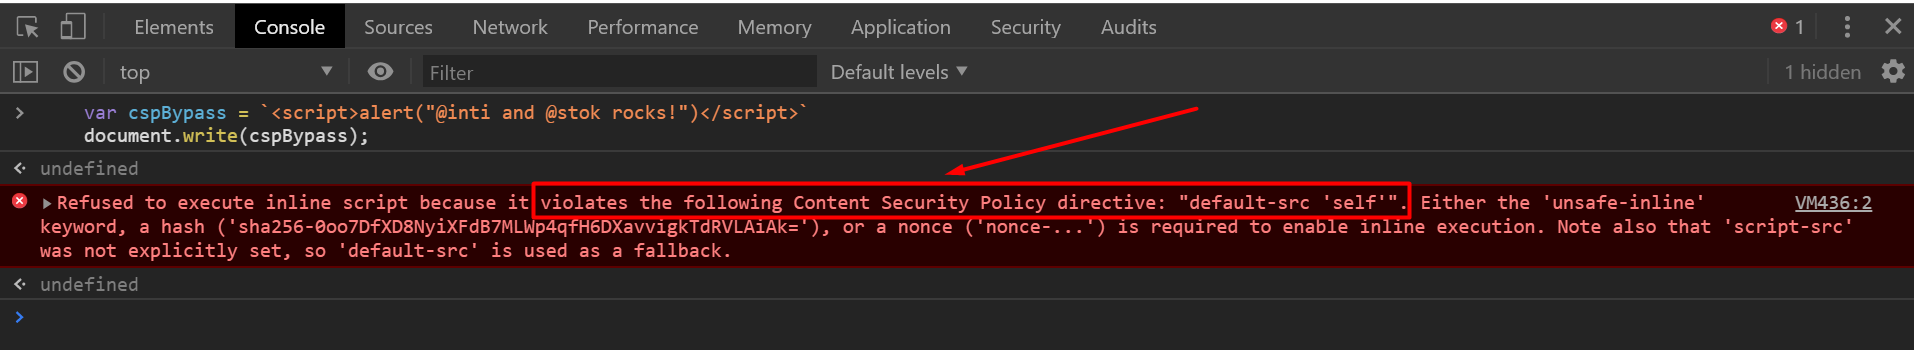 Elements Console Sources Network Performance Memory Application Security Audits 1
top Filter Default levels 1 hidden
var cspBypass = `<script>alert("@inti and @stok rocks!")</script>`
document.write(cspBypass);
undefined
Refused to execute inline script because it violates the following Content Security Policy directive: "default-src 'self'". Either the 'unsafe-inline' VM436:2
keyword, a hash ('sha256-0oo7DfXD8NyiXFdB7MLWp4qfH6DXavvigkTdRVLAiAk='), or a nonce ('nonce-...') is required to enable inline execution. Note also that 'script-src'
was not explicitly set, so 'default-src' is used as a fallback.
undefined